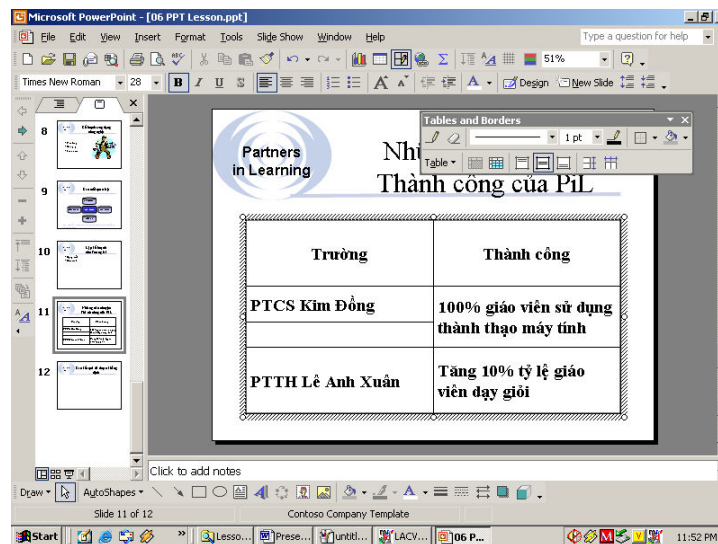 Microsoft PowerPoint - [06 PPT Lesson.ppt]
File Edit View Insert Format Tools Slide Show Window Help
Type a question for help
51%
Times New Roman 28 B I U S Design New Slide
Tables and Borders
1 pt
Table
Partners
in Learning
Thành công của PiL
Trường Thành công
PTCS Kim Đồng 100% giáo viên sử dụng
thành thạo máy tính
PTTH Lê Anh Xuân Tăng 10% tỷ lệ giáo
viên dạy giỏi
8
9
10
11
12
Click to add notes
Draw AutoShapes
Slide 11 of 12 Contoso Company Template
Start Lesso... Prese... untitl... LACV... 06 P... 11:52 PM